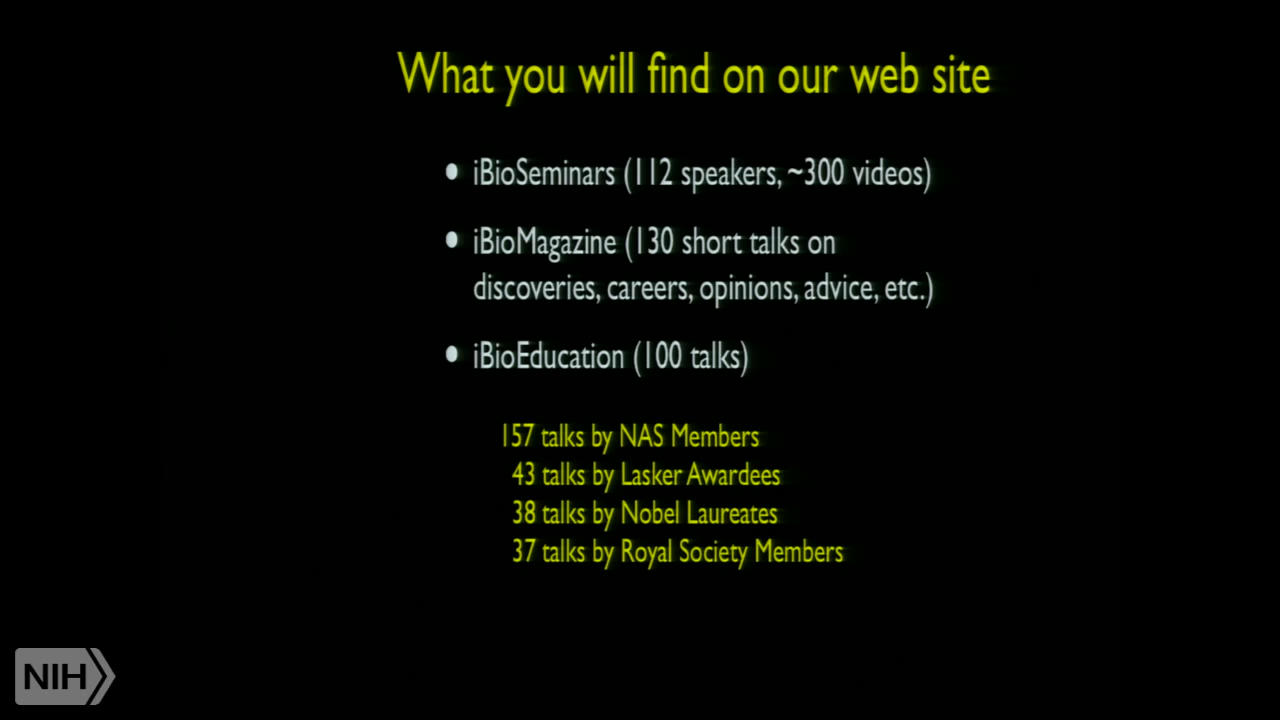 What you will find on our web site
• iBioSeminars (112 speakers, ~300 videos)
• iBioMagazine (130 short talks on
discoveries, careers, opinions, advice, etc.)
• iBioEducation (100 talks)
157 talks by NAS Members
43 talks by Lasker Awardees
38 talks by Nobel Laureates
37 talks by Royal Society Members
NIH